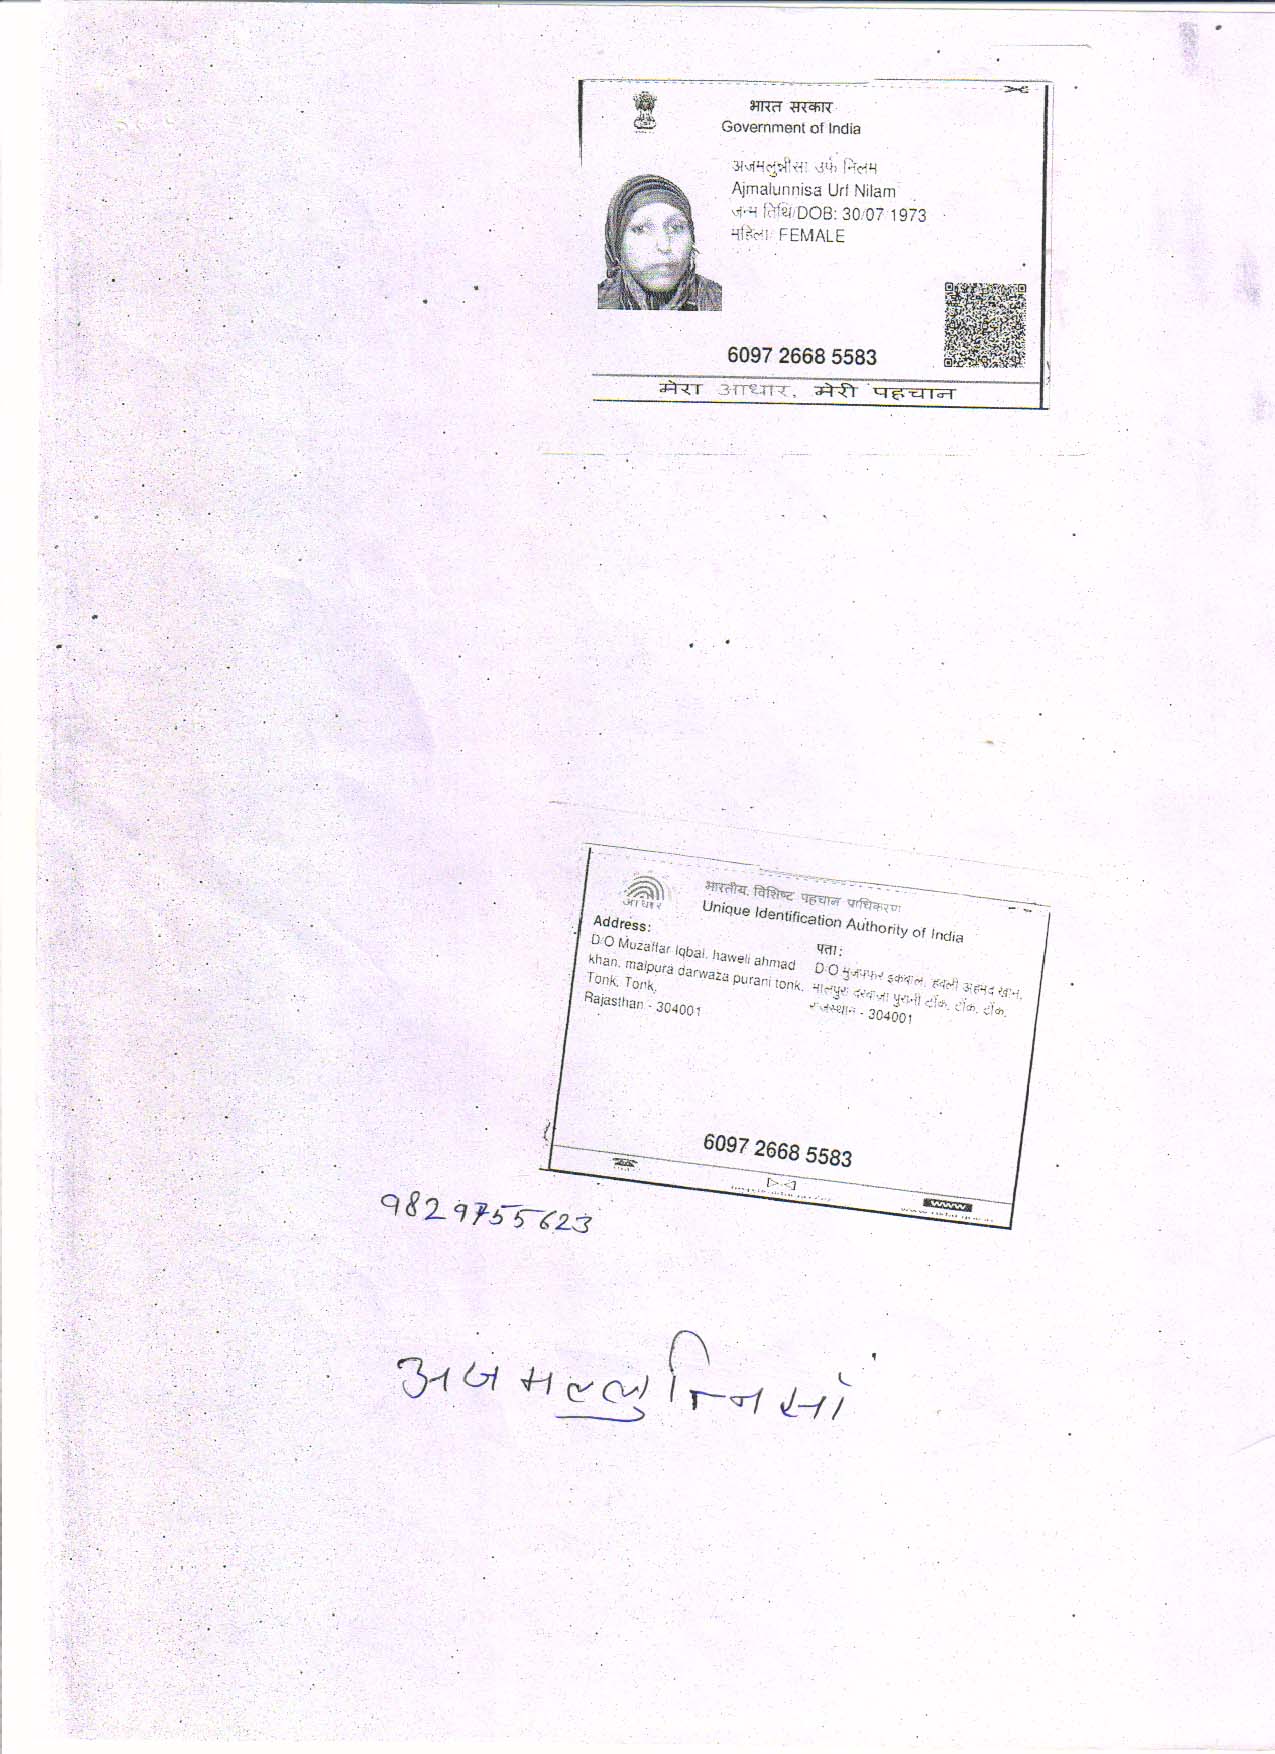 भारत सरकार
Government of India
अजमलुन्नीसा उर्फ निलम
Ajmalunnisa Urf Nilam
जन्म तिथि/DOB: 30/07/1973
महिला/ FEMALE
6097 2668 5583
मेरा आधार, मेरी पहचान
भारतीय विशिष्ट पहचान प्राधिकरण
Unique Identification Authority of India
आधार
Address:
D/O Muzaffar Iqbal, haweli ahmad
khan, malpura darwaza purani tonk,
Tonk, Tonk,
Rajasthan - 304001
पता:
D/O मुजफ्फर इकबाल, हवेली अहमद खान,
मालपुरा दरवाजा पुरानी टोंक, टोंक, टोंक,
राजस्थान - 304001
6097 2668 5583
www
9829755623
अजमल्लुन्निसां